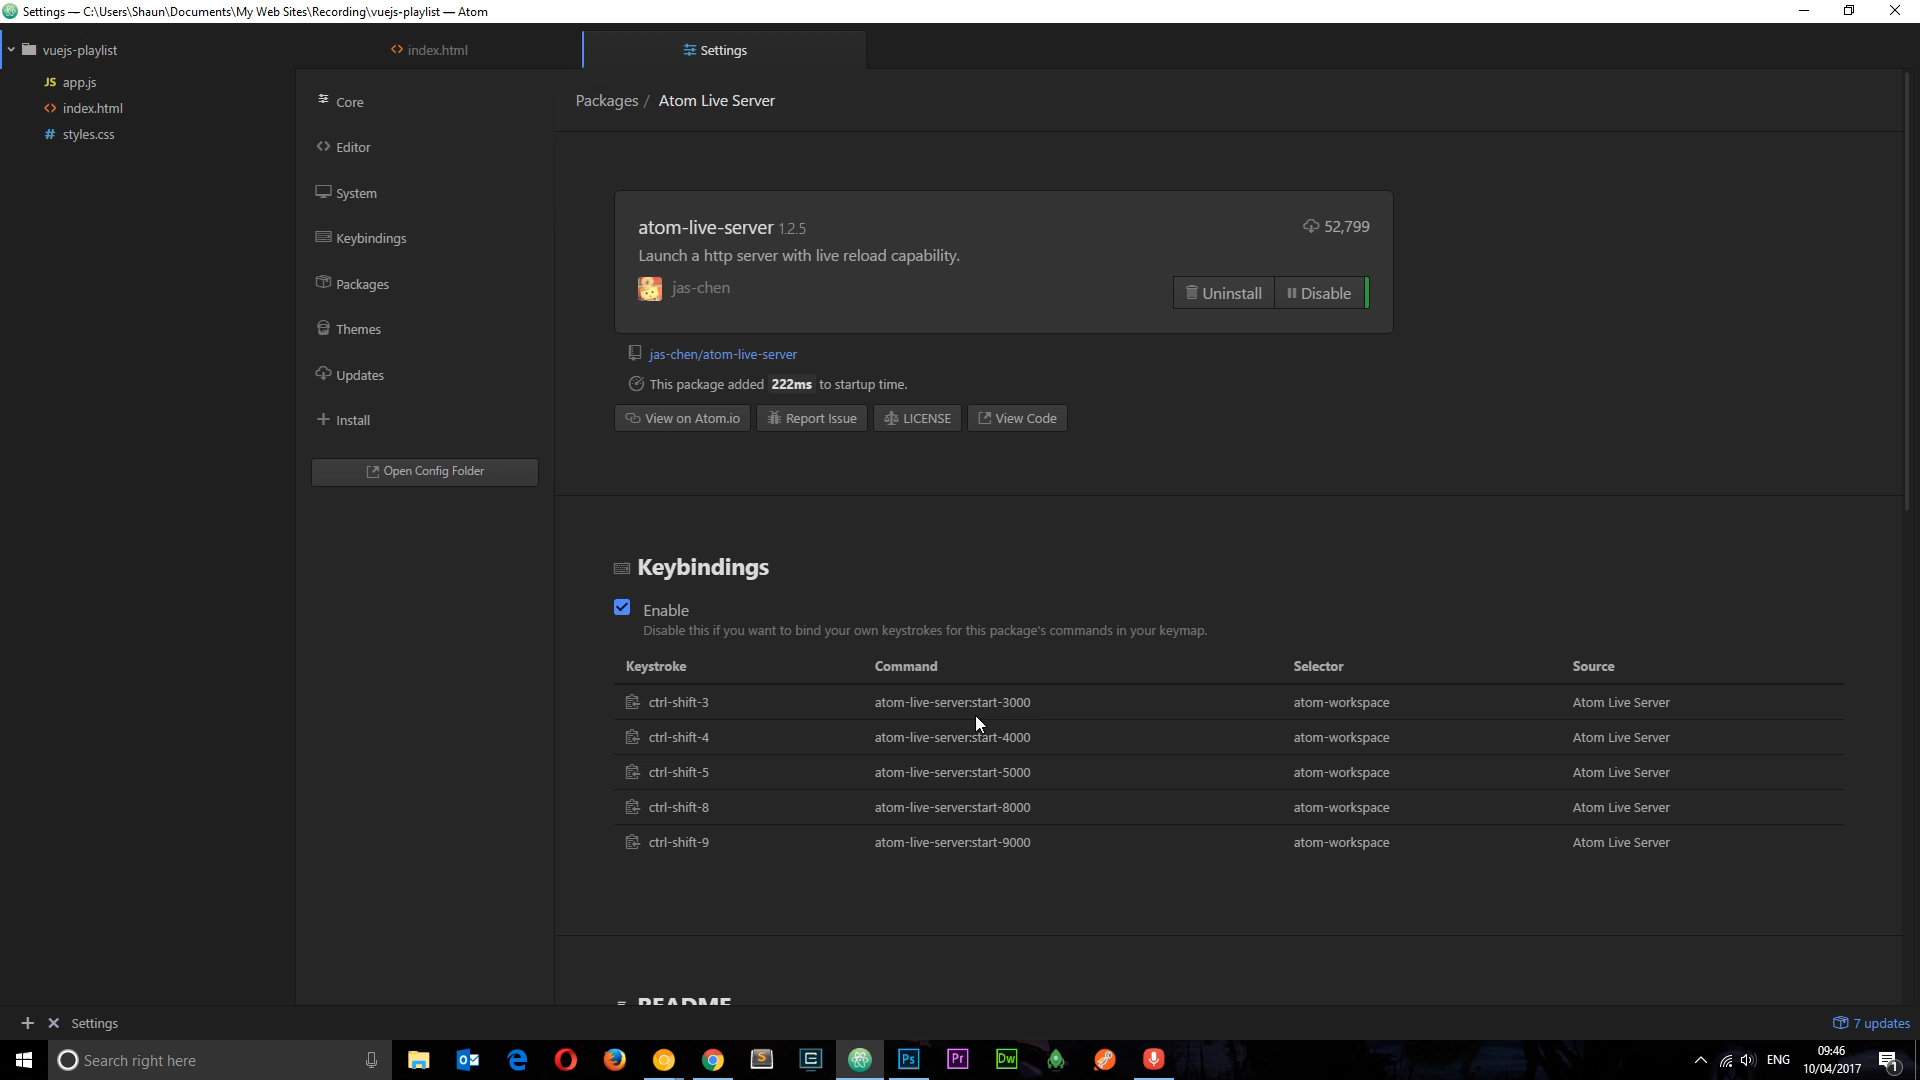 Settings — C:\Users\Shaun\Documents\My Web Sites\Recording\vuejs-playlist — Atom
vuejs-playlist
index.html
Settings
JS app.js
index.html
# styles.css
Core
Editor
System
Keybindings
Packages
Themes
Updates
Install
Open Config Folder
Packages / Atom Live Server
atom-live-server 1.2.5
52,799
Launch a http server with live reload capability.
jas-chen
Uninstall
Disable
jas-chen/atom-live-server
This package added 222ms to startup time.
View on Atom.io
Report Issue
LICENSE
View Code
Keybindings
Enable
Disable this if you want to bind your own keystrokes for this package's commands in your keymap.
Keystroke Command Selector Source
ctrl-shift-3 atom-live-server:start-3000 atom-workspace Atom Live Server
ctrl-shift-4 atom-live-server:start-4000 atom-workspace Atom Live Server
ctrl-shift-5 atom-live-server:start-5000 atom-workspace Atom Live Server
ctrl-shift-8 atom-live-server:start-8000 atom-workspace Atom Live Server
ctrl-shift-9 atom-live-server:start-9000 atom-workspace Atom Live Server
README
Settings
7 updates
Search right here
Ps
Pr
Dw
ENG
09:46
10/04/2017
1